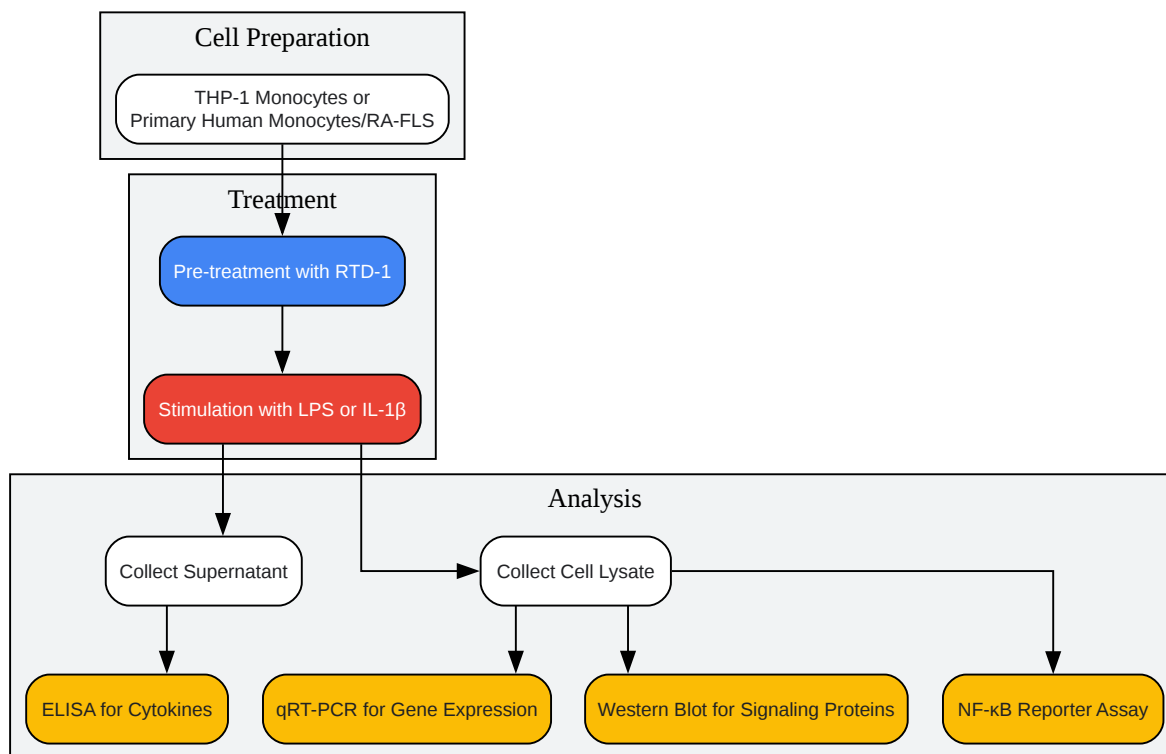 Cell Preparation
THP-1 Monocytes or
Primary Human Monocytes/RA-FLS
Treatment
Pre-treatment with RTD-1
Stimulation with LPS or IL-1β
Analysis
Collect Supernatant
Collect Cell Lysate
ELISA for Cytokines
qRT-PCR for Gene Expression
Western Blot for Signaling Proteins
NF-κB Reporter Assay